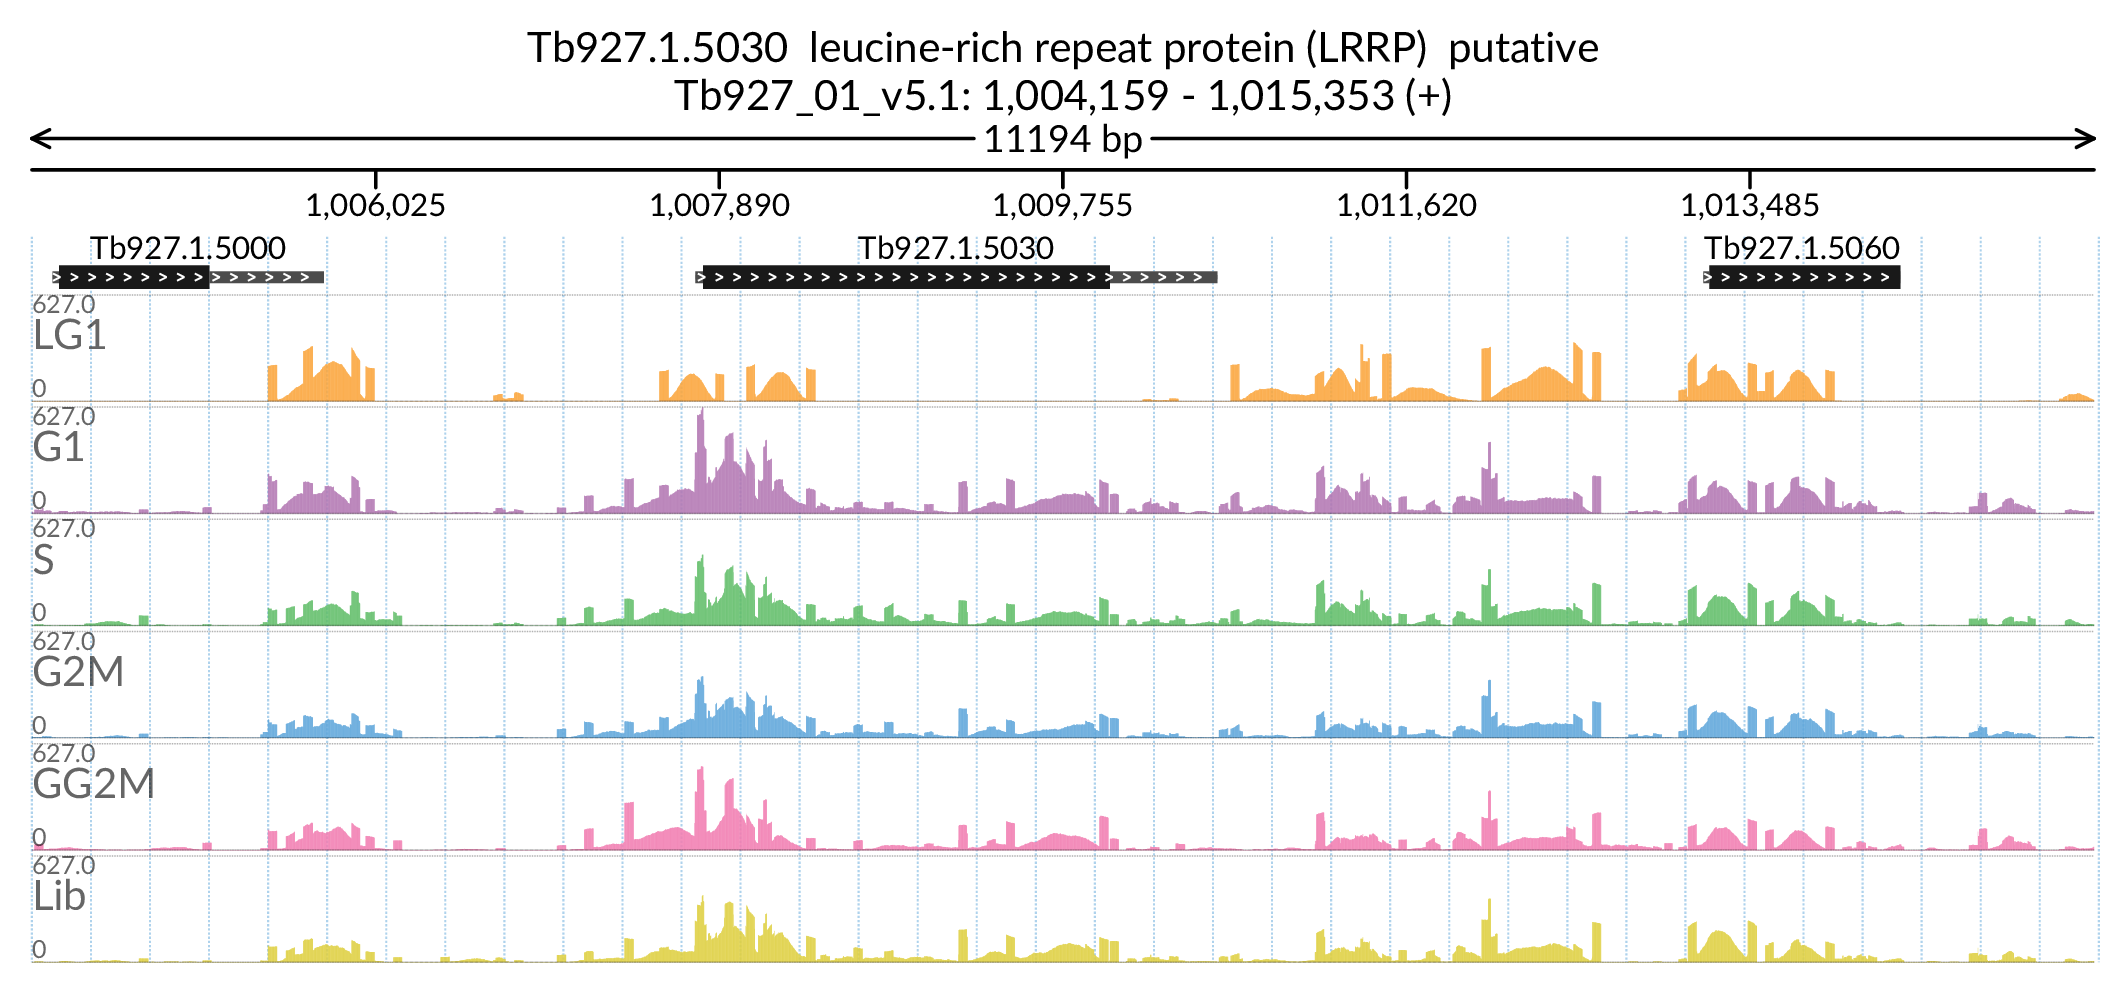 Tb927.1.5030 leucine-rich repeat protein (LRRP) putative
Tb927_01_v5.1: 1,004,159 - 1,015,353 (+)
11194 bp
1,006,025 1,007,890 1,009,755 1,011,620 1,013,485
Tb927.1.5000 Tb927.1.5030 Tb927.1.5060
627.0
LG1
0
627.0
G1
0
627.0
S
0
627.0
G2M
0
627.0
GG2M
0
627.0
Lib
0